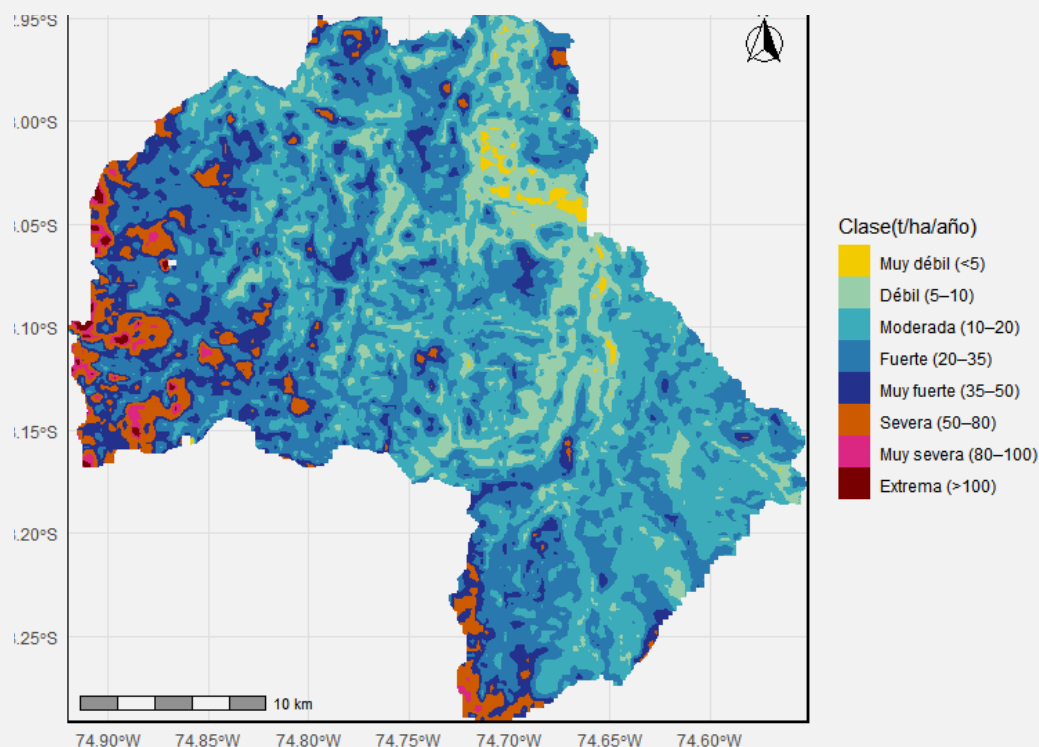 .95°S
.00°S
.05°S
.10°S
.15°S
.20°S
.25°S
74.90°W 74.85°W 74.80°W 74.75°W 74.70°W 74.65°W 74.60°W
10 km
Clase(t/ha/año)
Muy débil (<5)
Débil (5–10)
Moderada (10–20)
Fuerte (20–35)
Muy fuerte (35–50)
Severa (50–80)
Muy severa (80–100)
Extrema (>100)